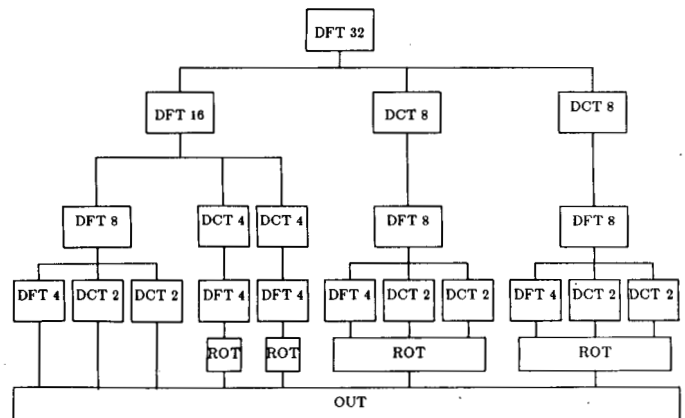 DFT 32
DFT 16 DCT 8 DCT 8
DFT 8 DCT 4 DCT 4 DFT 8 DFT 8
DFT 4 DCT 2 DCT 2 DFT 4 DFT 4 DFT 4 DCT 2 DCT 2 DFT 4 DCT 2 DCT 2
ROT ROT ROT ROT
OUT